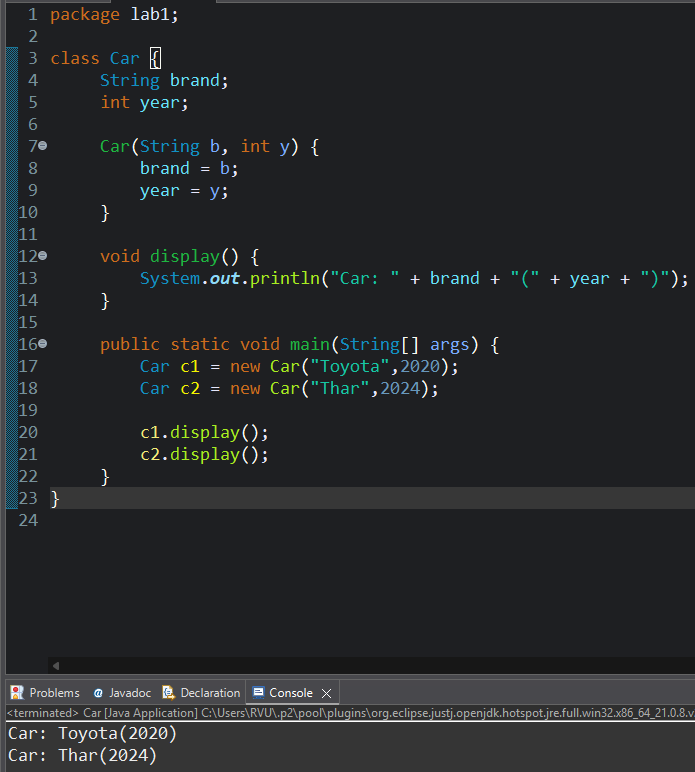 1 package lab1;
2
3 class Car {
4 String brand;
5 int year;
6
7 Car(String b, int y) {
8 brand = b;
9 year = y;
10 }
11
12 void display() {
13 System.out.println("Car: " + brand + "(" + year + ")");
14 }
15
16 public static void main(String[] args) {
17 Car c1 = new Car("Toyota",2020);
18 Car c2 = new Car("Thar",2024);
19
20 c1.display();
21 c2.display();
22 }
23 }
24
Problems Javadoc Declaration Console
<terminated> Car [Java Application] C:\Users\RVU\.p2\pool\plugins\org.eclipse.justj.openjdk.hotspot.jre.full.win32.x86_64_21.0.8.v
Car: Toyota(2020)
Car: Thar(2024)